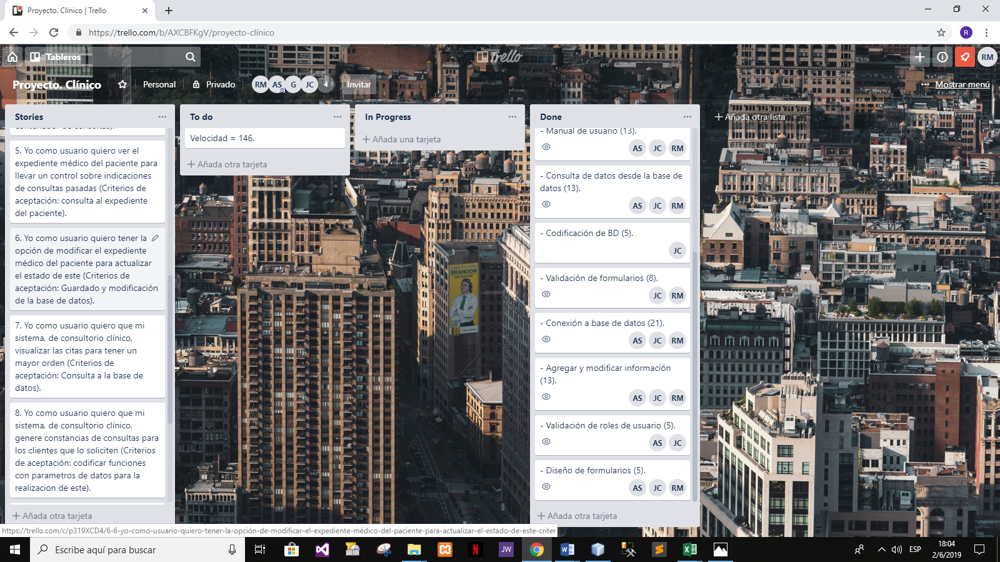 Proyecto. Clínico | Trello
https://trello.com/b/AXCBFKgV/proyecto-clínico
R
Tableros
Trello
RM
Proyecto. Clínico
Personal
Privado
RM AS G JC 4
Invitar
Mostrar menú
Stories
5. Yo como usuario quiero ver el
expediente médico del paciente para
llevar un control sobre indicaciones
de consultas pasadas (Criterios de
aceptación: consulta al expediente
del paciente).
6. Yo como usuario quiero tener la
opción de modificar el expediente
médico del paciente para actualizar
el estado de este (Criterios de
aceptación: Guardado y modificación
de la base de datos).
7. Yo como usuario quiero que mi
sistema, de consultorio clínico,
visualizar las citas para tener un
mayor orden (Criterios de
aceptación: Consulta a la base de
datos).
8. Yo como usuario quiero que mi
sistema, de consultorio clínico,
genere constancias de consultas para
los clientes que lo soliciten (Criterios
de aceptación: codificar funciones
con parametros de datos para la
realizacion de este).
Añada otra tarjeta
To do
Velocidad = 146.
Añada otra tarjeta
In Progress
Añada una tarjeta
Done
- Manual de usuario (13).
AS JC RM
- Consulta de datos desde la base de
datos (13).
AS JC RM
- Codificación de BD (5).
JC
- Validación de formularios (8).
JC RM
- Conexión a base de datos (21).
AS JC RM
- Agregar y modificar información
(13).
AS JC RM
- Validación de roles de usuario (5).
AS JC
- Diseño de formularios (5).
AS JC RM
Añada otra tarjeta
Añada otra lista
BRANDON
https://trello.com/c/p319XCD4/6-6-yo-como-usuario-quiero-tener-la-opción-de-modificar-el-expediente-médico-del-paciente-para-actualizar-el-estado-de-este-criter
Escribe aquí para buscar
N
JW
ESP
18:04
2/6/2019